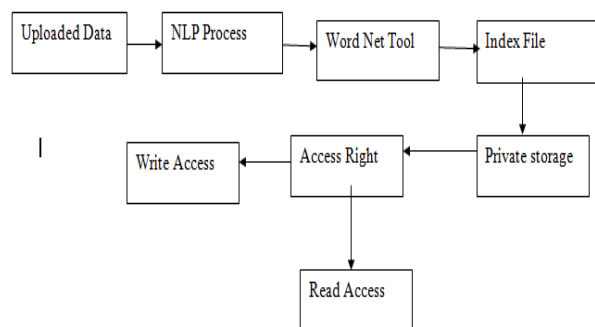 Uploaded Data
NLP Process
Word Net Tool
Index File
Write Access
Access Right
Private storage
Read Access